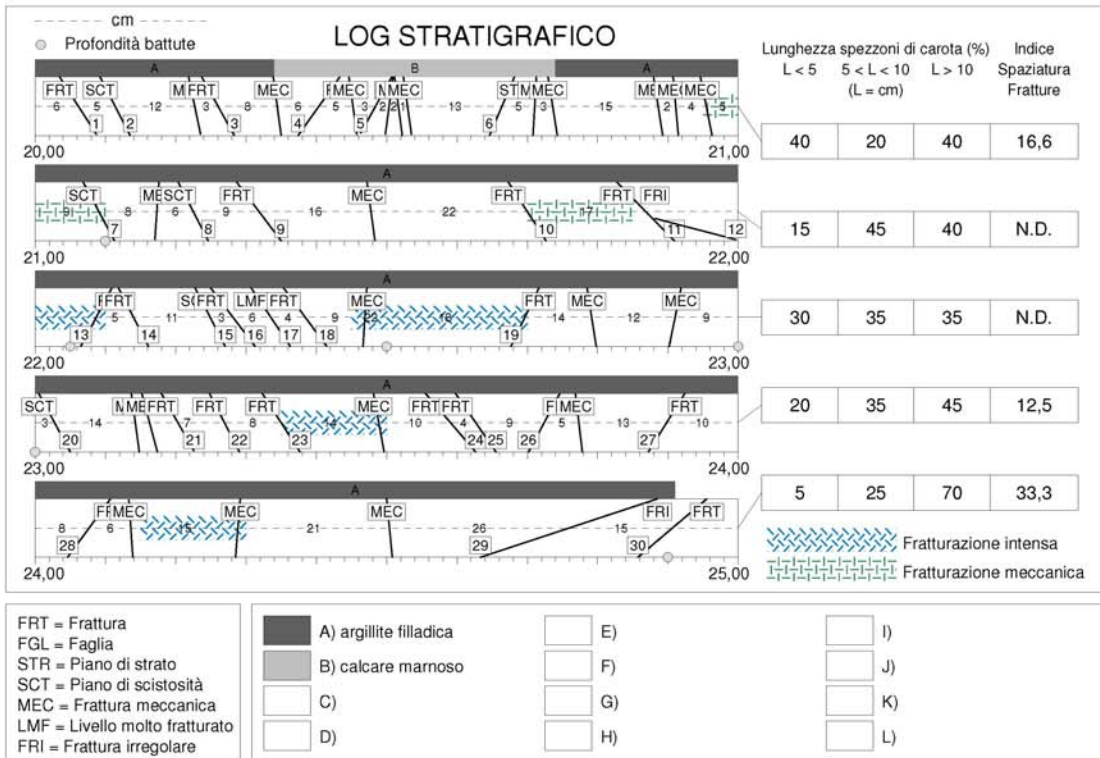 cm
Profondità battute
LOG STRATIGRAFICO
Lunghezza spezzoni di carota (%)
Indice Spaziatura Fratture
L < 5
5 < L < 10
L > 10
(L = cm)
A B A
FRT SCT FRT MEC MEC MEC MEC
6 5 12 3 8 6 5 3 2 2 1 13 6 3 15 2 4 5
1 2 3 4 5 6
20,00 21,00
40 20 40 16,6
A
SCT SCT FRT MEC FRT FRT FRI
9 8 6 9 16 22 17
7 8 9 10 11 12
21,00 22,00
15 45 40 N.D.
A
FRT FRT LMF FRT MEC FRT MEC MEC
5 11 3 6 4 9 14 12 9
13 14 15 16 17 18 19
22,00 23,00
30 35 35 N.D.
A
SCT FRT FRT FRT MEC FRT FRT MEC FRT
3 14 7 8 14 10 4 9 5 13 10
20 21 22 23 24 25 26 27
23,00 24,00
20 35 45 12,5
A
MEC MEC MEC FRI FRT
8 6 15 21 26 15
28 29 30
24,00 25,00
5 25 70 33,3
Fratturazione intensa
Fratturazione meccanica
FRT = Frattura
FGL = Faglia
STR = Piano di strato
SCT = Piano di scistosità
MEC = Frattura meccanica
LMF = Livello molto fratturato
FRI = Frattura irregolare
A) argillite filladica
B) calcare marnoso
C)
D)
E)
F)
G)
H)
I)
J)
K)
L)